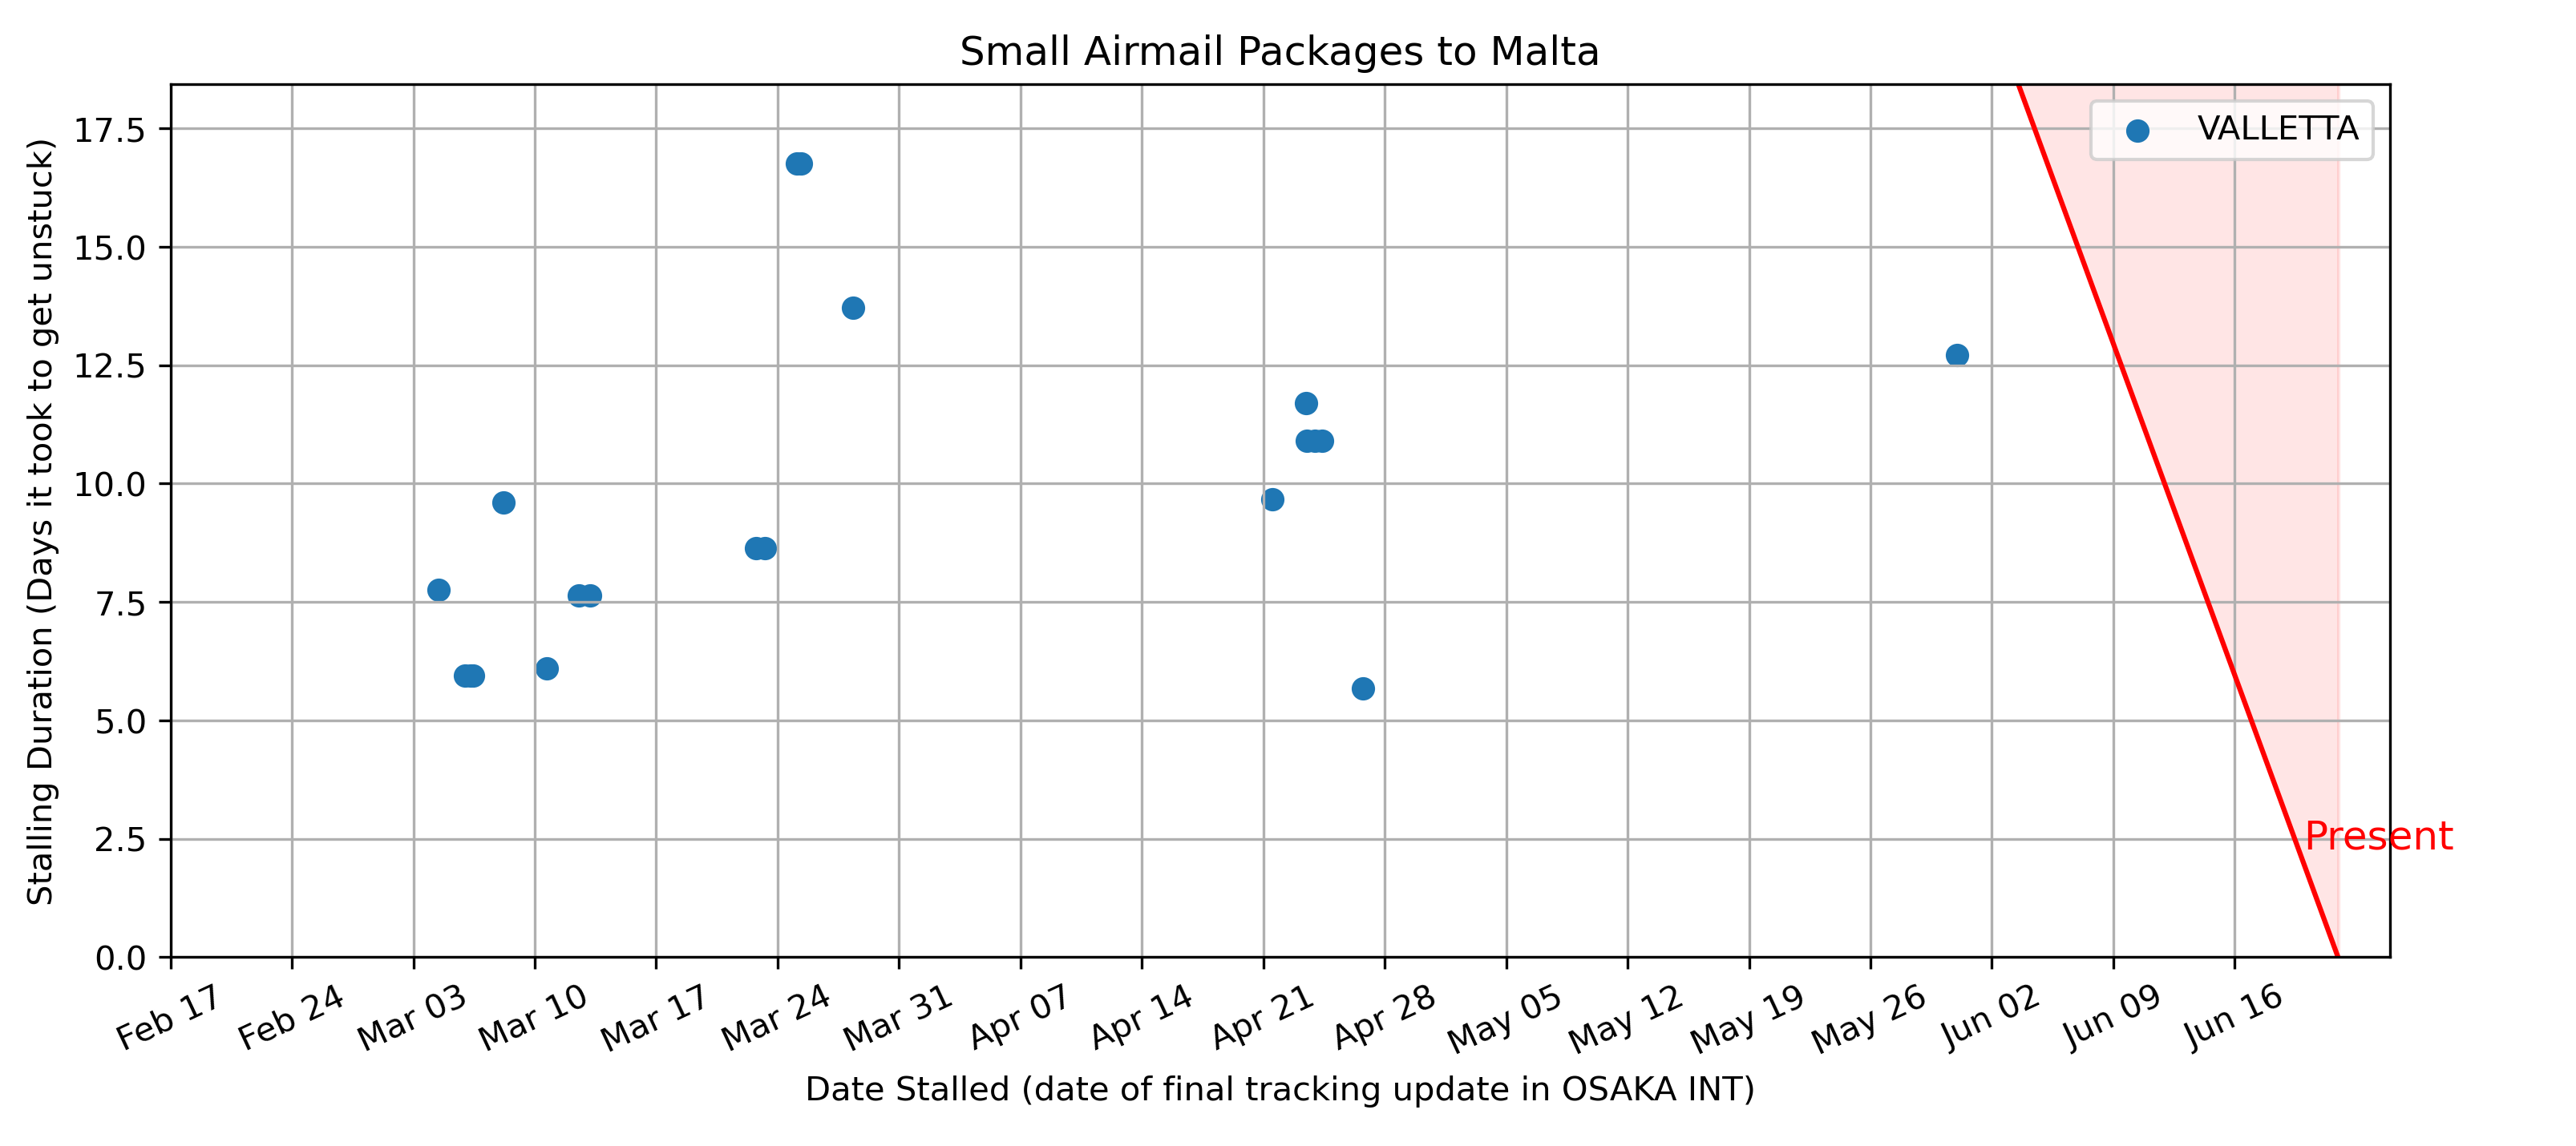 Small Airmail Packages to Malta
VALLETTA
Stalling Duration (Days it took to get unstuck)
17.5
15.0
12.5
10.0
7.5
5.0
2.5
0.0
Present
Feb 17
Feb 24
Mar 03
Mar 10
Mar 17
Mar 24
Mar 31
Apr 07
Apr 14
Apr 21
Apr 28
May 05
May 12
May 19
May 26
Jun 02
Jun 09
Jun 16
Date Stalled (date of final tracking update in OSAKA INT)